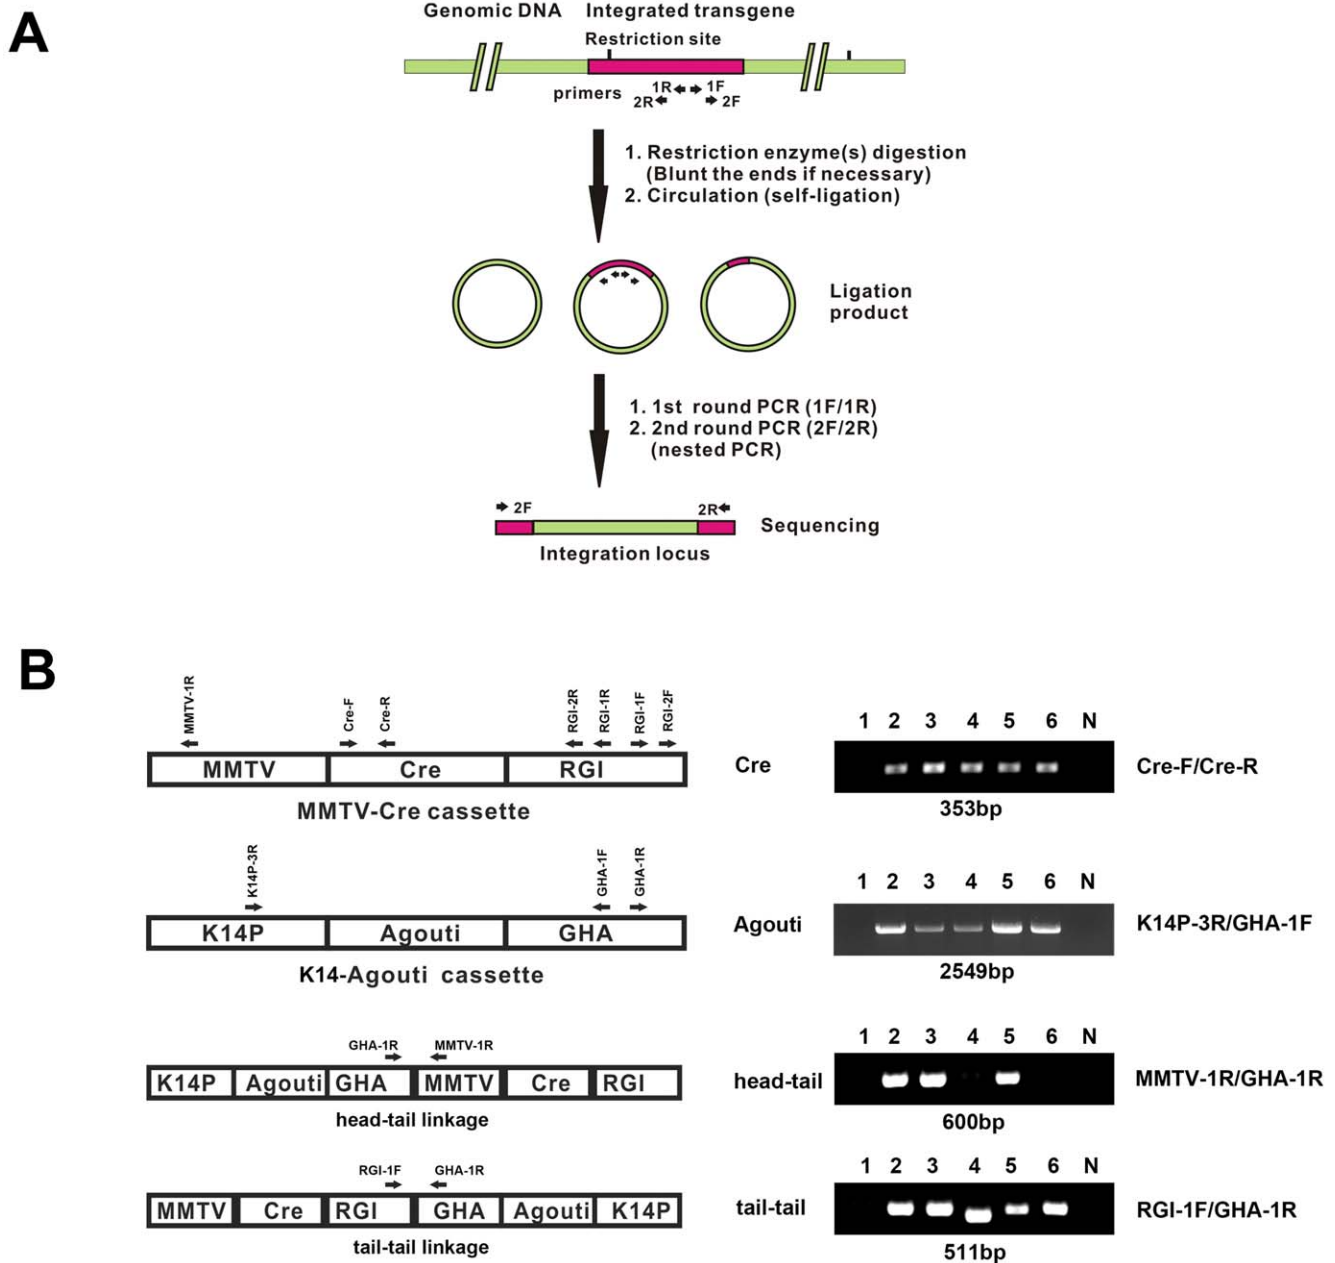 A
Genomic DNA Integrated transgene
Restriction site
primers
1R 1F
2R 2F
1. Restriction enzyme(s) digestion
(Blunt the ends if necessary)
2. Circulation (self-ligation)
Ligation
product
1. 1st round PCR (1F/1R)
2. 2nd round PCR (2F/2R)
(nested PCR)
2F 2R
Sequencing
Integration locus
B
MMTV-1R Cre-F Cre-R RGI-2R RGI-1R RGI-1F RGI-2F
MMTV Cre RGI
MMTV-Cre cassette
Cre
1 2 3 4 5 6 N
353bp
Cre-F/Cre-R
K14P-3R GHA-1F GHA-1R
K14P Agouti GHA
K14-Agouti cassette
Agouti
1 2 3 4 5 6 N
2549bp
K14P-3R/GHA-1F
GHA-1R MMTV-1R
K14P Agouti GHA MMTV Cre RGI
head-tail linkage
head-tail
1 2 3 4 5 6 N
600bp
MMTV-1R/GHA-1R
RGI-1F GHA-1R
MMTV Cre RGI GHA Agouti K14P
tail-tail linkage
tail-tail
1 2 3 4 5 6 N
511bp
RGI-1F/GHA-1R